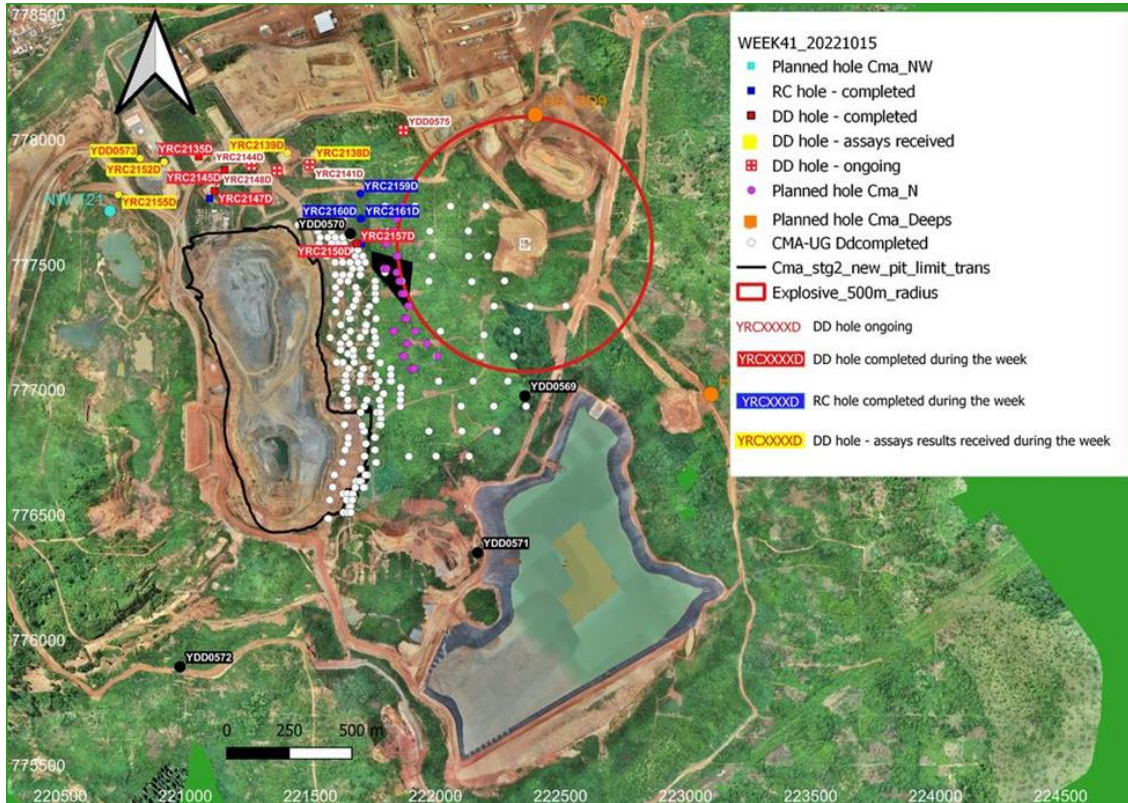 778500
WEEK41_20221015
Planned hole Cma_NW
RC hole - completed
DD hole - completed
DD hole - assays received
DD hole - ongoing
Planned hole Cma_N
Planned hole Cma_Deeps
CMA-UG Ddcompleted
Cma_stg2_new_pit_limit_trans
Explosive_500m_radius
YRCXXXXD DD hole ongoing
YRCXXXXD DD hole completed during the week
YRCXXXD RC hole completed during the week
YRCXXXXD DD hole - assays results received during the week
YDD0575
778000
YDD0573
YRC2135D
YRC2139D
YRC2138D
YRC2144D
YRC2152D
YRC2145D
YRC2148D
YRC2141D
YRC2155D
YRC2147D
YRC2159D
YRC2160D
YRC2161D
YDD0570
YRC2157D
YRC2150D
777500
777000
YDD0569
776500
YDD0571
776000
YDD0572
0 250 500 m
775500
220500 221000 221500 222000 222500 223000 223500 224000 224500